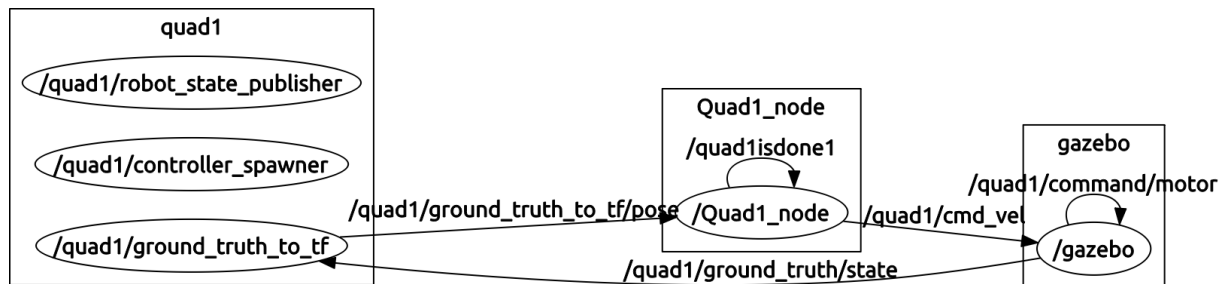 quad1
/quad1/robot_state_publisher
/quad1/controller_spawner
/quad1/ground_truth_to_tf
/quad1/ground_truth_to_tf/pose
Quad1_node
/quad1isdone1
/Quad1_node
/quad1/cmd_vel
gazebo
/quad1/command/motor
/gazebo
/quad1/ground_truth/state